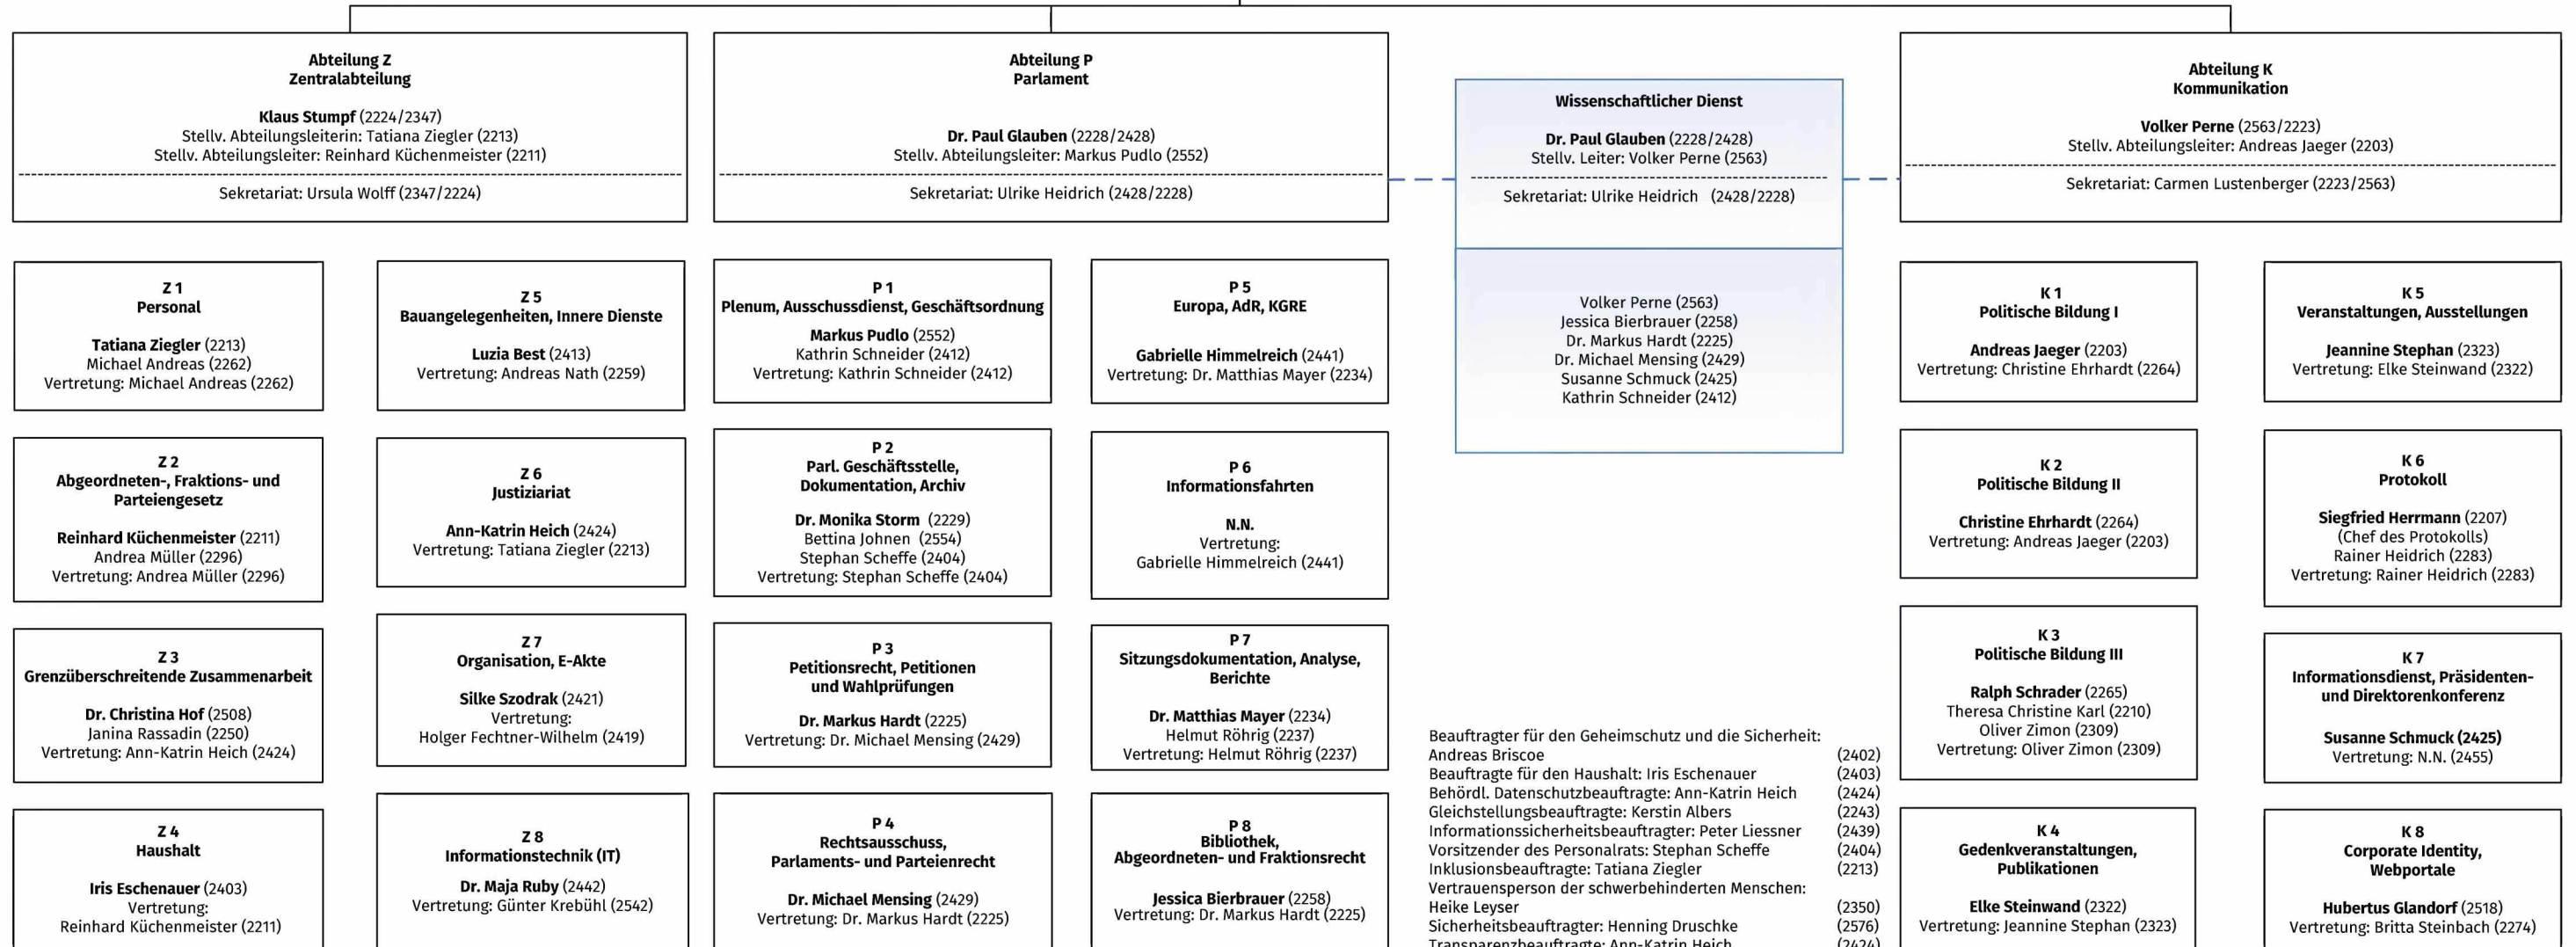 Abteilung Z
Zentralabteilung
Klaus Stumpf (2224/2347)
Stellv. Abteilungsleiterin: Tatiana Ziegler (2213)
Stellv. Abteilungsleiter: Reinhard Küchenmeister (2211)
Sekretariat: Ursula Wolff (2347/2224)
Abteilung P
Parlament
Dr. Paul Glauben (2228/2428)
Stellv. Abteilungsleiter: Markus Pudlo (2552)
Sekretariat: Ulrike Heidrich (2428/2228)
Wissenschaftlicher Dienst
Dr. Paul Glauben (2228/2428)
Stellv. Leiter: Volker Perne (2563)
Sekretariat: Ulrike Heidrich (2428/2228)
Volker Perne (2563)
Jessica Bierbrauer (2258)
Dr. Markus Hardt (2225)
Dr. Michael Mensing (2429)
Susanne Schmuck (2425)
Kathrin Schneider (2412)
Abteilung K
Kommunikation
Volker Perne (2563/2223)
Stellv. Abteilungsleiter: Andreas Jaeger (2203)
Sekretariat: Carmen Lustenberger (2223/2563)
Z 1
Personal
Tatiana Ziegler (2213)
Michael Andreas (2262)
Vertretung: Michael Andreas (2262)
Z 2
Abgeordneten-, Fraktions- und
Parteiengesetz
Reinhard Küchenmeister (2211)
Andrea Müller (2296)
Vertretung: Andrea Müller (2296)
Z 3
Grenzüberschreitende Zusammenarbeit
Dr. Christina Hof (2508)
Janina Rassadin (2250)
Vertretung: Ann-Katrin Heich (2424)
Z 4
Haushalt
Iris Eschenauer (2403)
Vertretung:
Reinhard Küchenmeister (2211)
Z 5
Bauangelegenheiten, Innere Dienste
Luzia Best (2413)
Vertretung: Andreas Nath (2259)
Z 6
Justiziariat
Ann-Katrin Heich (2424)
Vertretung: Tatiana Ziegler (2213)
Z 7
Organisation, E-Akte
Silke Szodrak (2421)
Vertretung:
Holger Fechtner-Wilhelm (2419)
Z 8
Informationstechnik (IT)
Dr. Maja Ruby (2442)
Vertretung: Günter Krebühl (2542)
P 1
Plenum, Ausschussdienst, Geschäftsordnung
Markus Pudlo (2552)
Kathrin Schneider (2412)
Vertretung: Kathrin Schneider (2412)
P 2
Parl. Geschäftsstelle,
Dokumentation, Archiv
Dr. Monika Storm (2229)
Bettina Johnen (2554)
Stephan Scheffe (2404)
Vertretung: Stephan Scheffe (2404)
P 3
Petitionsrecht, Petitionen
und Wahlprüfungen
Dr. Markus Hardt (2225)
Vertretung: Dr. Michael Mensing (2429)
P 4
Rechtsausschuss,
Parlaments- und Parteienrecht
Dr. Michael Mensing (2429)
Vertretung: Dr. Markus Hardt (2225)
P 5
Europa, AdR, KGRE
Gabrielle Himmelreich (2441)
Vertretung: Dr. Matthias Mayer (2234)
P 6
Informationsfahrten
N.N.
Vertretung:
Gabrielle Himmelreich (2441)
P 7
Sitzungsdokumentation, Analyse,
Berichte
Dr. Matthias Mayer (2234)
Helmut Röhrig (2237)
Vertretung: Helmut Röhrig (2237)
P 8
Bibliothek,
Abgeordneten- und Fraktionsrecht
Jessica Bierbrauer (2258)
Vertretung: Dr. Markus Hardt (2225)
Beauftragter für den Geheimschutz und die Sicherheit:
Andreas Briscoe (2402)
Beauftragte für den Haushalt: Iris Eschenauer (2403)
Behördl. Datenschutzbeauftragte: Ann-Katrin Heich (2424)
Gleichstellungsbeauftragte: Kerstin Albers (2243)
Informationssicherheitsbeauftragter: Peter Liessner (2439)
Vorsitzender des Personalrats: Stephan Scheffe (2404)
Inklusionsbeauftragte: Tatiana Ziegler (2213)
Vertrauensperson der schwerbehinderten Menschen:
Heike Leyser (2350)
Sicherheitsbeauftragter: Henning Druschke (2576)
Transparenzbeauftragte: Ann-Katrin Heich (2424)
K 1
Politische Bildung I
Andreas Jaeger (2203)
Vertretung: Christine Ehrhardt (2264)
K 2
Politische Bildung II
Christine Ehrhardt (2264)
Vertretung: Andreas Jaeger (2203)
K 3
Politische Bildung III
Ralph Schrader (2265)
Theresa Christine Karl (2210)
Oliver Zimon (2309)
Vertretung: Oliver Zimon (2309)
K 4
Gedenkveranstaltungen,
Publikationen
Elke Steinwand (2322)
Vertretung: Jeannine Stephan (2323)
K 5
Veranstaltungen, Ausstellungen
Jeannine Stephan (2323)
Vertretung: Elke Steinwand (2322)
K 6
Protokoll
Siegfried Herrmann (2207)
(Chef des Protokolls)
Rainer Heidrich (2283)
Vertretung: Rainer Heidrich (2283)
K 7
Informationsdienst, Präsidenten-
und Direktorenkonferenz
Susanne Schmuck (2425)
Vertretung: N.N. (2455)
K 8
Corporate Identity,
Webportale
Hubertus Glandorf (2518)
Vertretung: Britta Steinbach (2274)